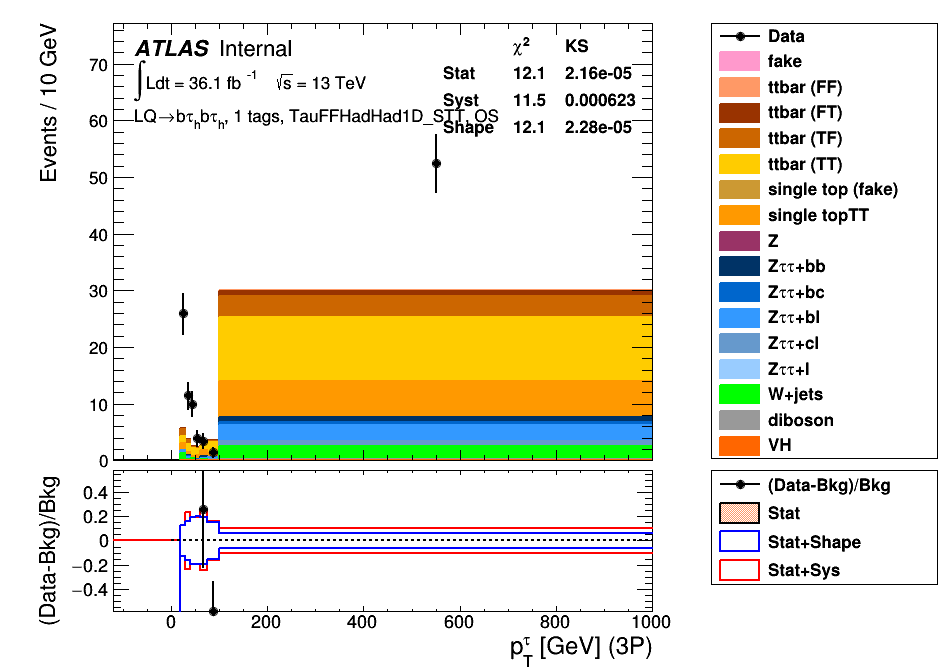 ATLAS Internal
∫Ldt = 36.1 fb⁻¹ √s = 13 TeV
LQ→bτₕbτₕ, 1 tags, TauFFHadHad1D_STT, OS
χ² KS
Stat 12.1 2.16e-05
Syst 11.5 0.000623
Shape 12.1 2.28e-05
Events / 10 GeV
70
60
50
40
30
20
10
0
Data
fake
ttbar (FF)
ttbar (FT)
ttbar (TF)
ttbar (TT)
single top (fake)
single topTT
Z
Zττ+bb
Zττ+bc
Zττ+bl
Zττ+cl
Zττ+l
W+jets
diboson
VH
(Data-Bkg)/Bkg
0.4
0.2
0
−0.2
−0.4
0 200 400 600 800 1000
p_T^τ [GeV] (3P)
(Data-Bkg)/Bkg
Stat
Stat+Shape
Stat+Sys